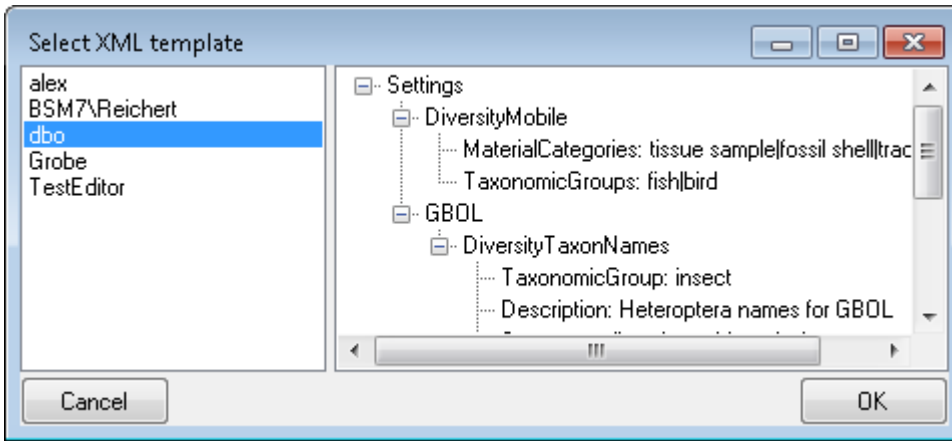 Select XML template
alex
BSM7\Reichert
dbo
Grobe
TestEditor
Settings
DiversityMobile
MaterialCategories: tissue sample|fossil shell|trac
TaxonomicGroups: fish|bird
GBOL
DiversityTaxonNames
TaxonomicGroup: insect
Description: Heteroptera names for GBOL
Cancel
OK